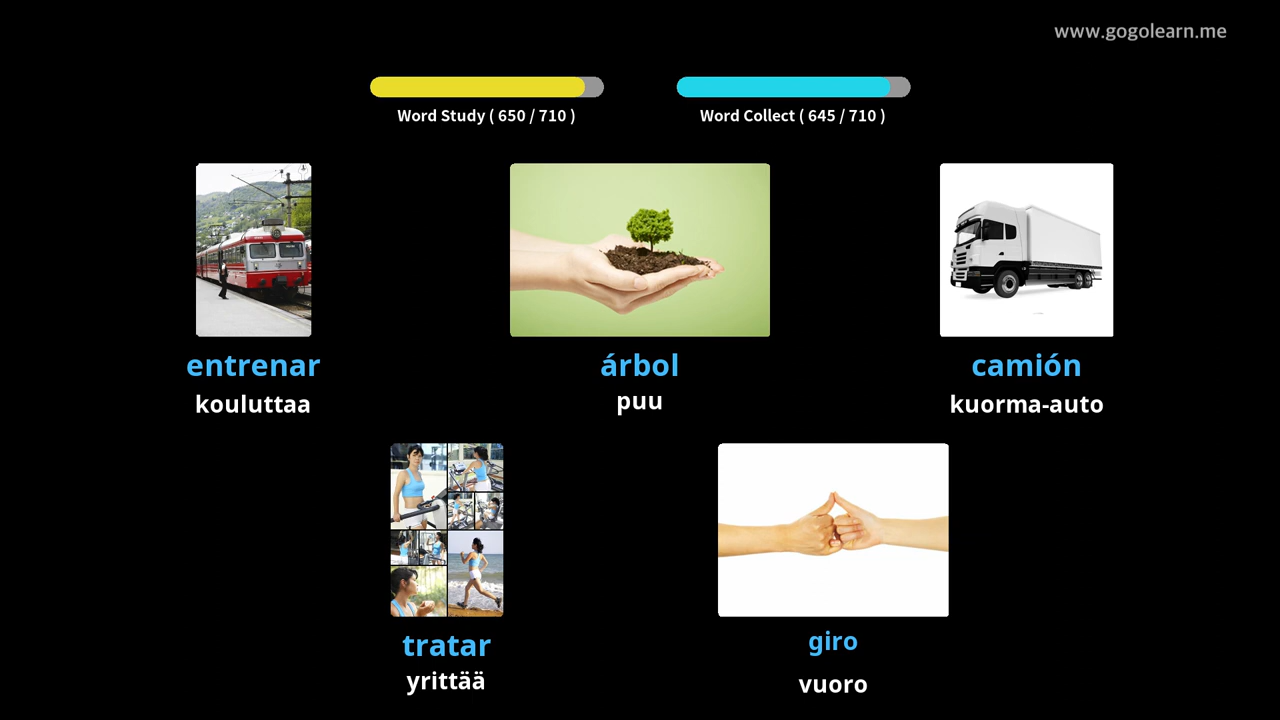 www.gogolearn.me
Word Study ( 650 / 710 )
Word Collect ( 645 / 710 )
entrenar
kouluttaa
árbol
puu
camión
kuorma-auto
tratar
yrittää
giro
vuoro